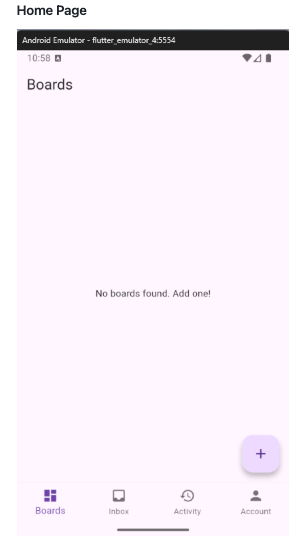 Home Page
Android Emulator - flutter_emulator_4:5554
10:58
Boards
No boards found. Add one!
+
Boards
Inbox
Activity
Account